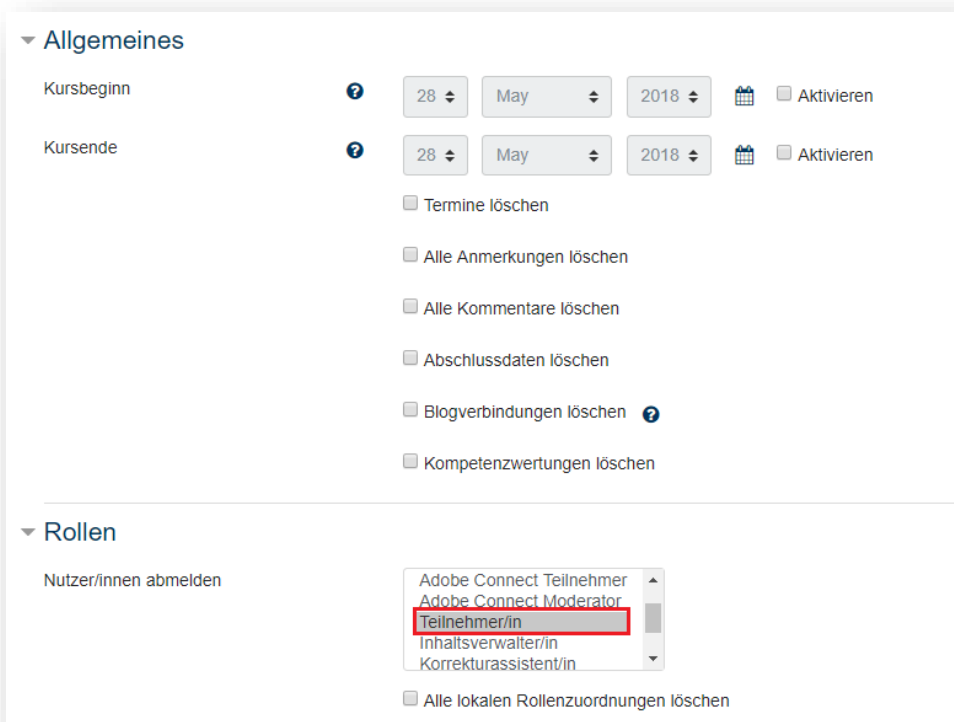 Allgemeines
Kursbeginn ? 28 May 2018 Aktivieren
Kursende ? 28 May 2018 Aktivieren
Termine löschen
Alle Anmerkungen löschen
Alle Kommentare löschen
Abschlussdaten löschen
Blogverbindungen löschen ?
Kompetenzwertungen löschen
Rollen
Nutzer/innen abmelden Adobe Connect Teilnehmer
Adobe Connect Moderator
Teilnehmer/in
Inhaltsverwalter/in
Korrekturassistent/in
Alle lokalen Rollenzuordnungen löschen